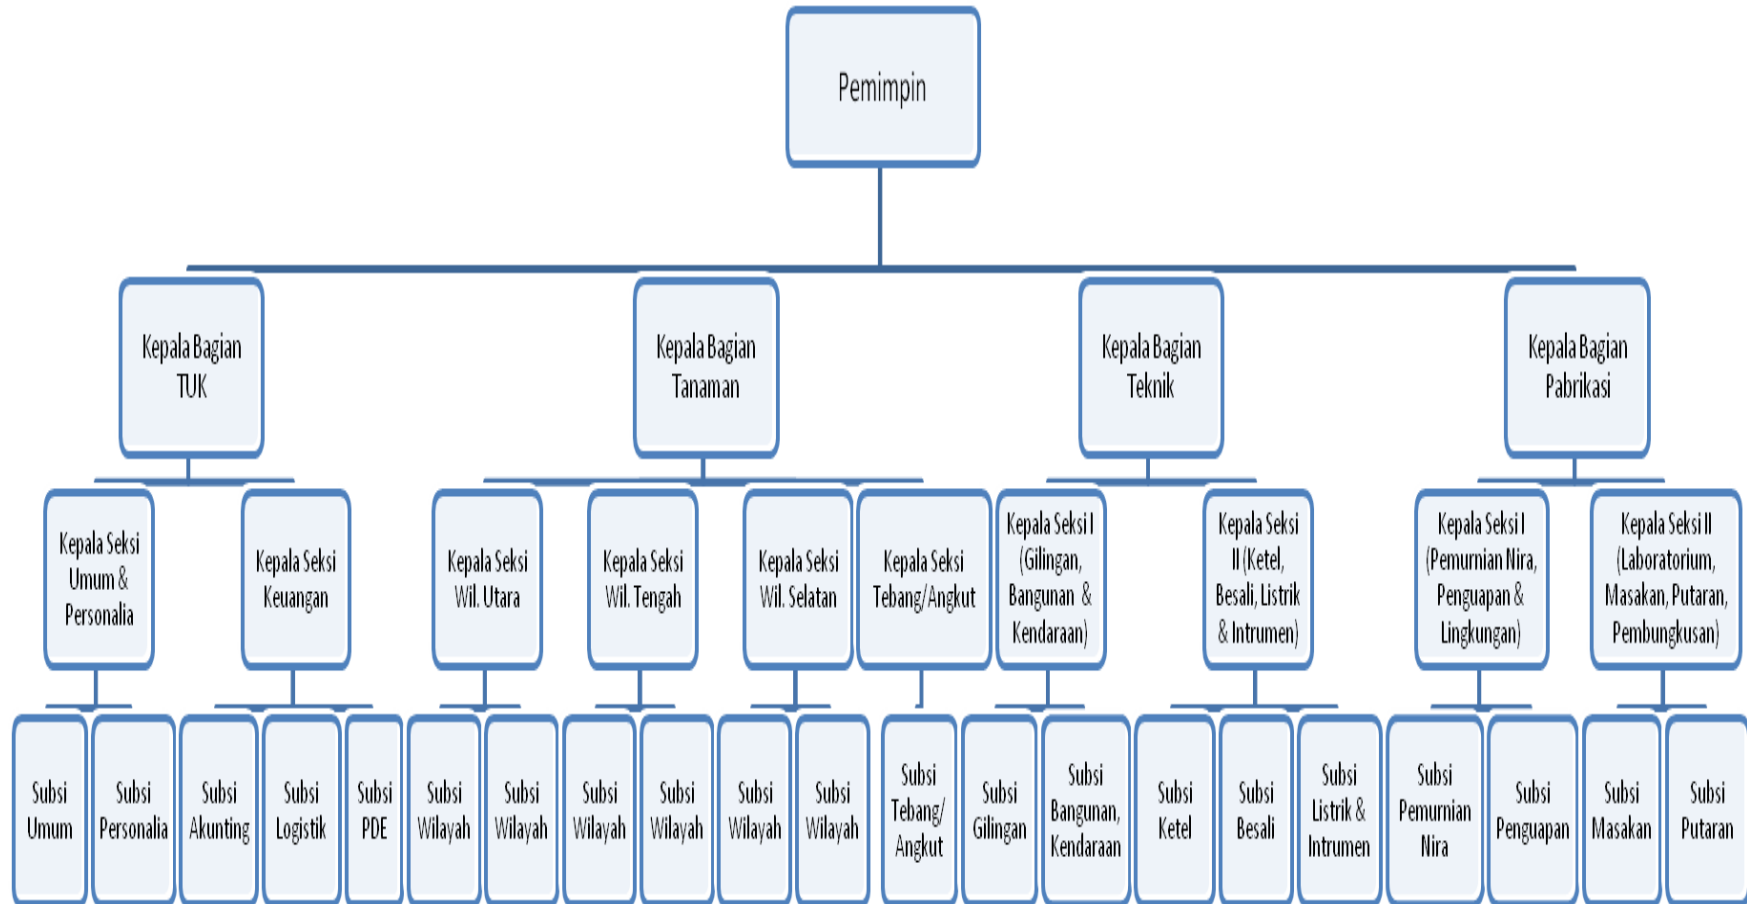 Pemimpin
Kepala Bagian
TUK
Kepala Bagian
Tanaman
Kepala Bagian
Teknik
Kepala Bagian
Pabrikasi
Kepala Seksi
Umum &
Personalia
Kepala Seksi
Keuangan
Kepala Seksi
Wil. Utara
Kepala Seksi
Wil. Tengah
Kepala Seksi
Wil. Selatan
Kepala Seksi
Tebang/Angkut
Kepala Seksi I
(Gilingan,
Bangunan &
Kendaraan)
Kepala Seksi
II (Ketel,
Besali, Listrik
& Intrumen)
Kepala Seksi I
(Pemurnian Nira,
Penguapan &
Lingkungan)
Kepala Seksi II
(Laboratorium,
Masakan, Putaran,
Pembungkusan)
Subsi
Umum
Subsi
Personalia
Subsi
Akunting
Subsi
Logistik
Subsi
PDE
Subsi
Wilayah
Subsi
Wilayah
Subsi
Wilayah
Subsi
Wilayah
Subsi
Wilayah
Subsi
Wilayah
Subsi
Tebang/
Angkut
Subsi
Gilingan
Subsi
Bangunan,
Kendaraan
Subsi
Ketel
Subsi
Besali
Subsi
Listrik &
Intrumen
Subsi
Pemurnian
Nira
Subsi
Penguapan
Subsi
Masakan
Subsi
Putaran